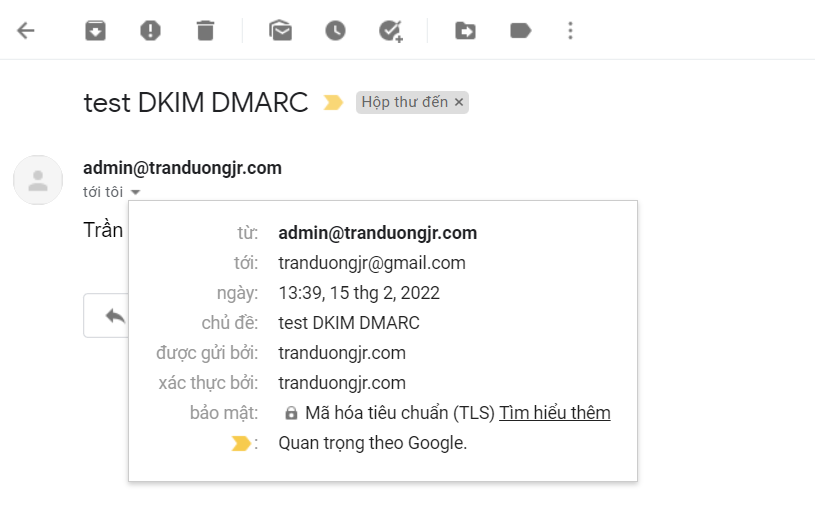 test DKIM DMARC Hộp thư đến ×
admin@tranduongjr.com
tới tôi
Trần
từ: admin@tranduongjr.com
tới: tranduongjr@gmail.com
ngày: 13:39, 15 thg 2, 2022
chủ đề: test DKIM DMARC
được gửi bởi: tranduongjr.com
xác thực bởi: tranduongjr.com
bảo mật: Mã hóa tiêu chuẩn (TLS) Tìm hiểu thêm
: Quan trọng theo Google.